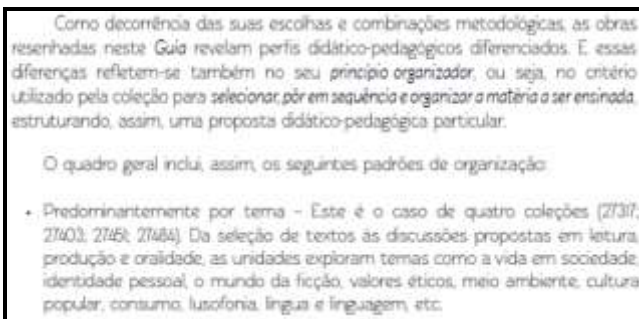 Como decorrência das suas escolhas e combinações metodológicas, as obras
resenhadas neste Guia revelam perfis didático-pedagógicos diferenciados. E essas
diferenças refletem-se também no seu princípio organizador, ou seja, no critério
utilizado pela coleção para selecionar, pôr em sequência e organizar a matéria a ser ensinada,
estruturando, assim, uma proposta didático-pedagógica particular.
O quadro geral inclui, assim, os seguintes padrões de organização:
• Predominantemente por tema – Este é o caso de quatro coleções (27317;
27403; 27451; 27484). Da seleção de textos às discussões propostas em leitura,
produção e oralidade, as unidades exploram temas como a vida em sociedade,
identidade pessoal, o mundo da ficção, valores éticos, meio ambiente, cultura
popular, consumo, lusofonia, língua e linguagem, etc.